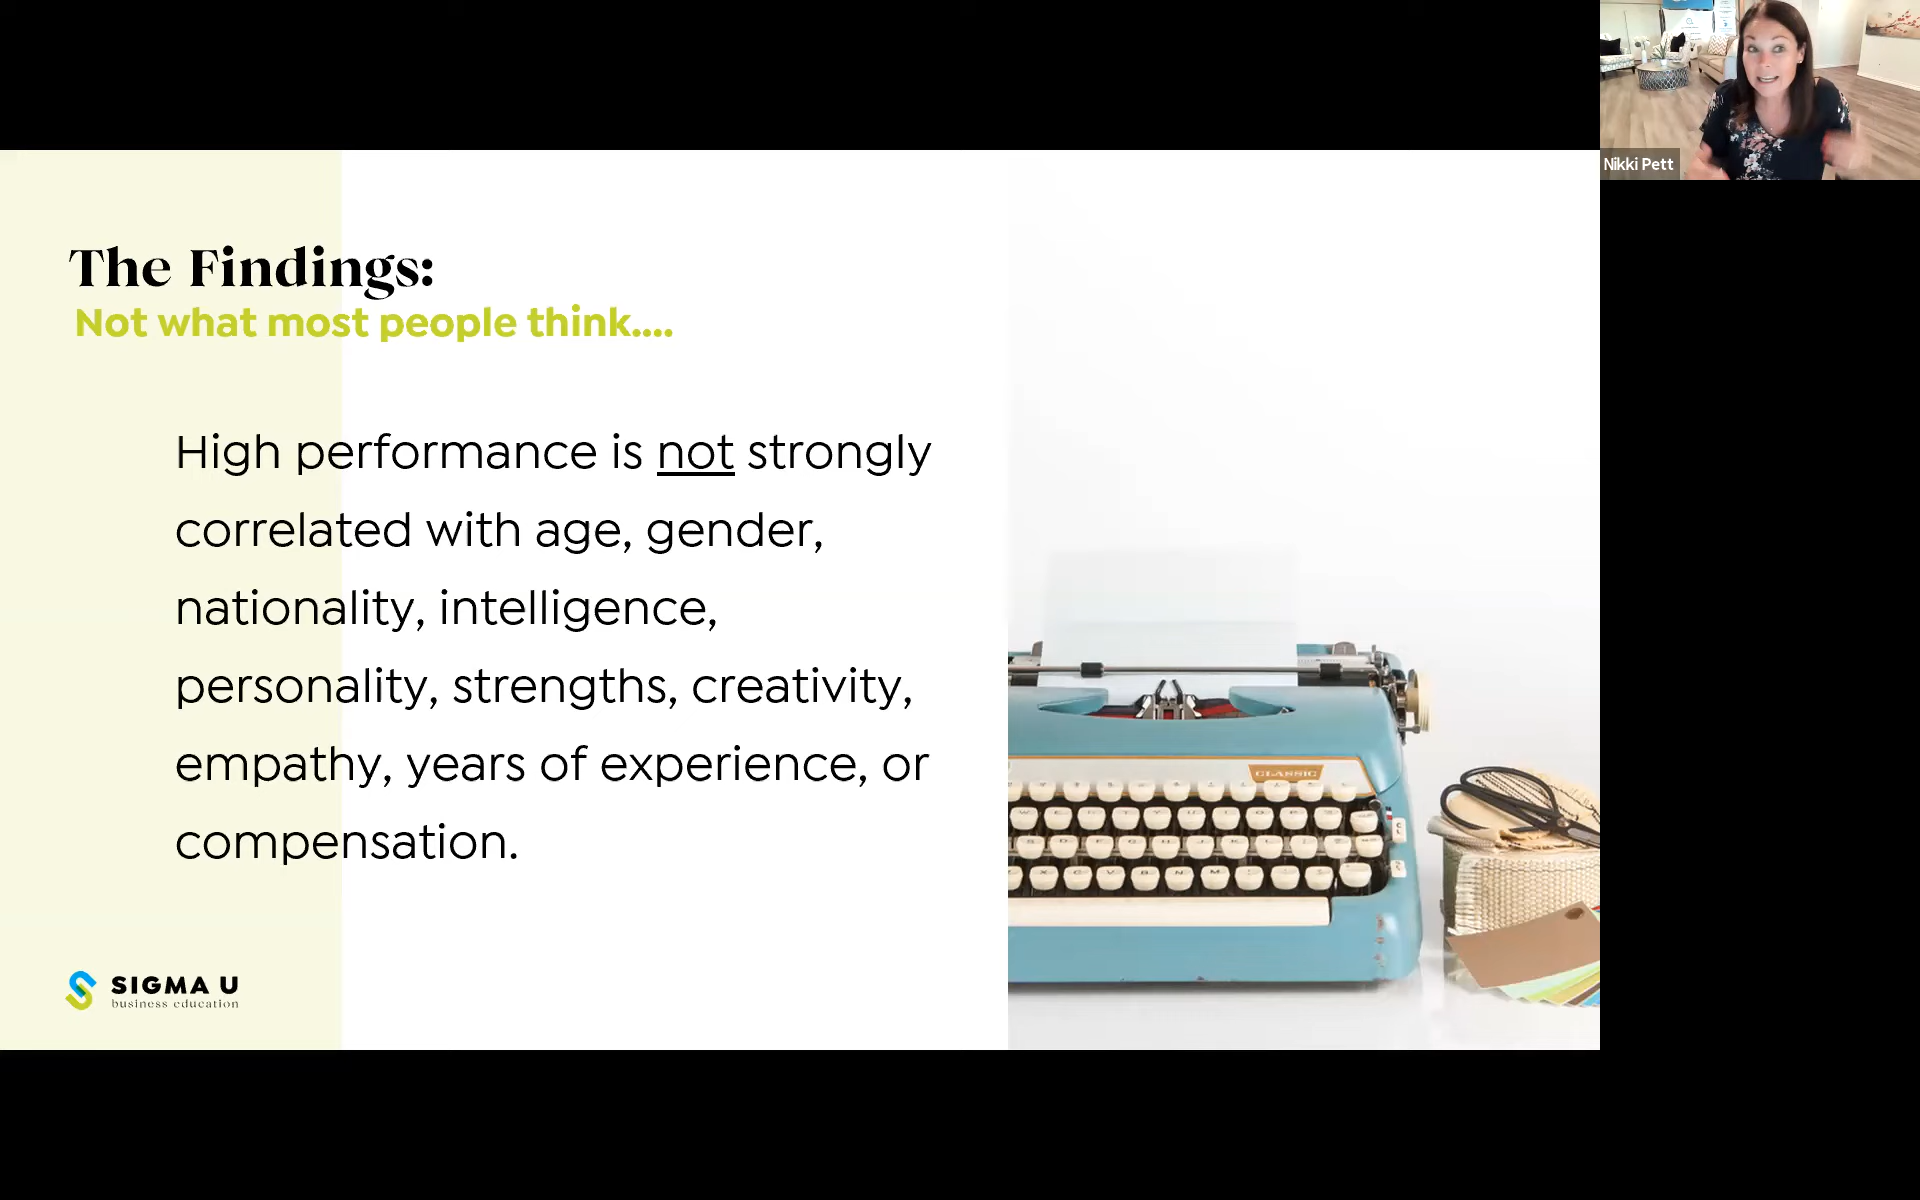 Nikki Pett
The Findings:
Not what most people think....
High performance is not strongly
correlated with age, gender,
nationality, intelligence,
personality, strengths, creativity,
empathy, years of experience, or
compensation.
CLASSIC
SIGMA U
business education